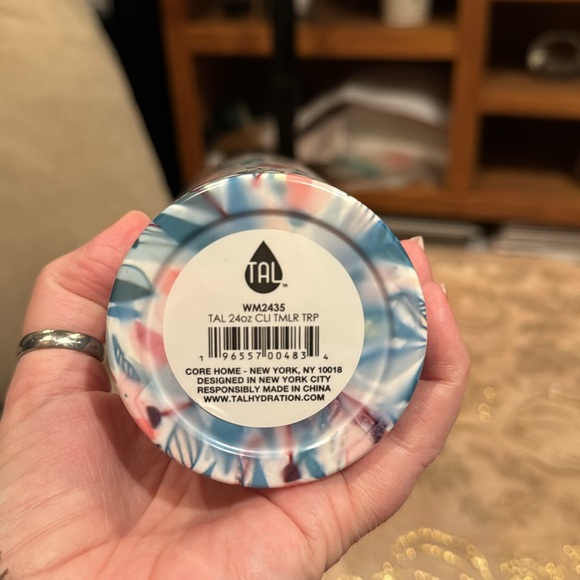 TAL™
WM2435
TAL 24oz CLI TMLR TRP
1 96557 00483 4
CORE HOME - NEW YORK, NY 10018
DESIGNED IN NEW YORK CITY
RESPONSIBLY MADE IN CHINA
WWW.TALHYDRATION.COM